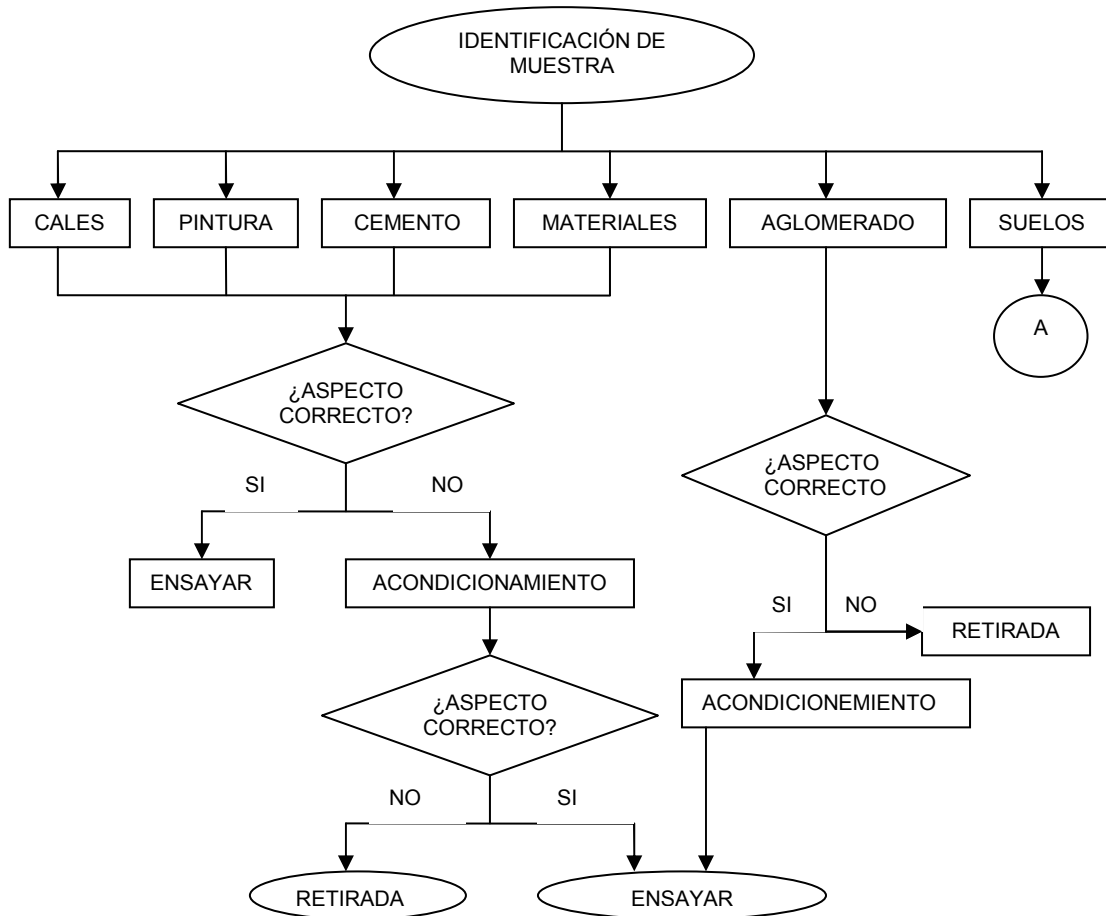 IDENTIFICACIÓN DE
MUESTRA
CALES
PINTURA
CEMENTO
MATERIALES
AGLOMERADO
SUELOS
A
¿ASPECTO
CORRECTO?
¿ASPECTO
CORRECTO
SI
NO
ENSAYAR
ACONDICIONAMIENTO
SI
NO
RETIRADA
¿ASPECTO
CORRECTO?
ACONDICIONEMIENTO
NO
SI
RETIRADA
ENSAYAR